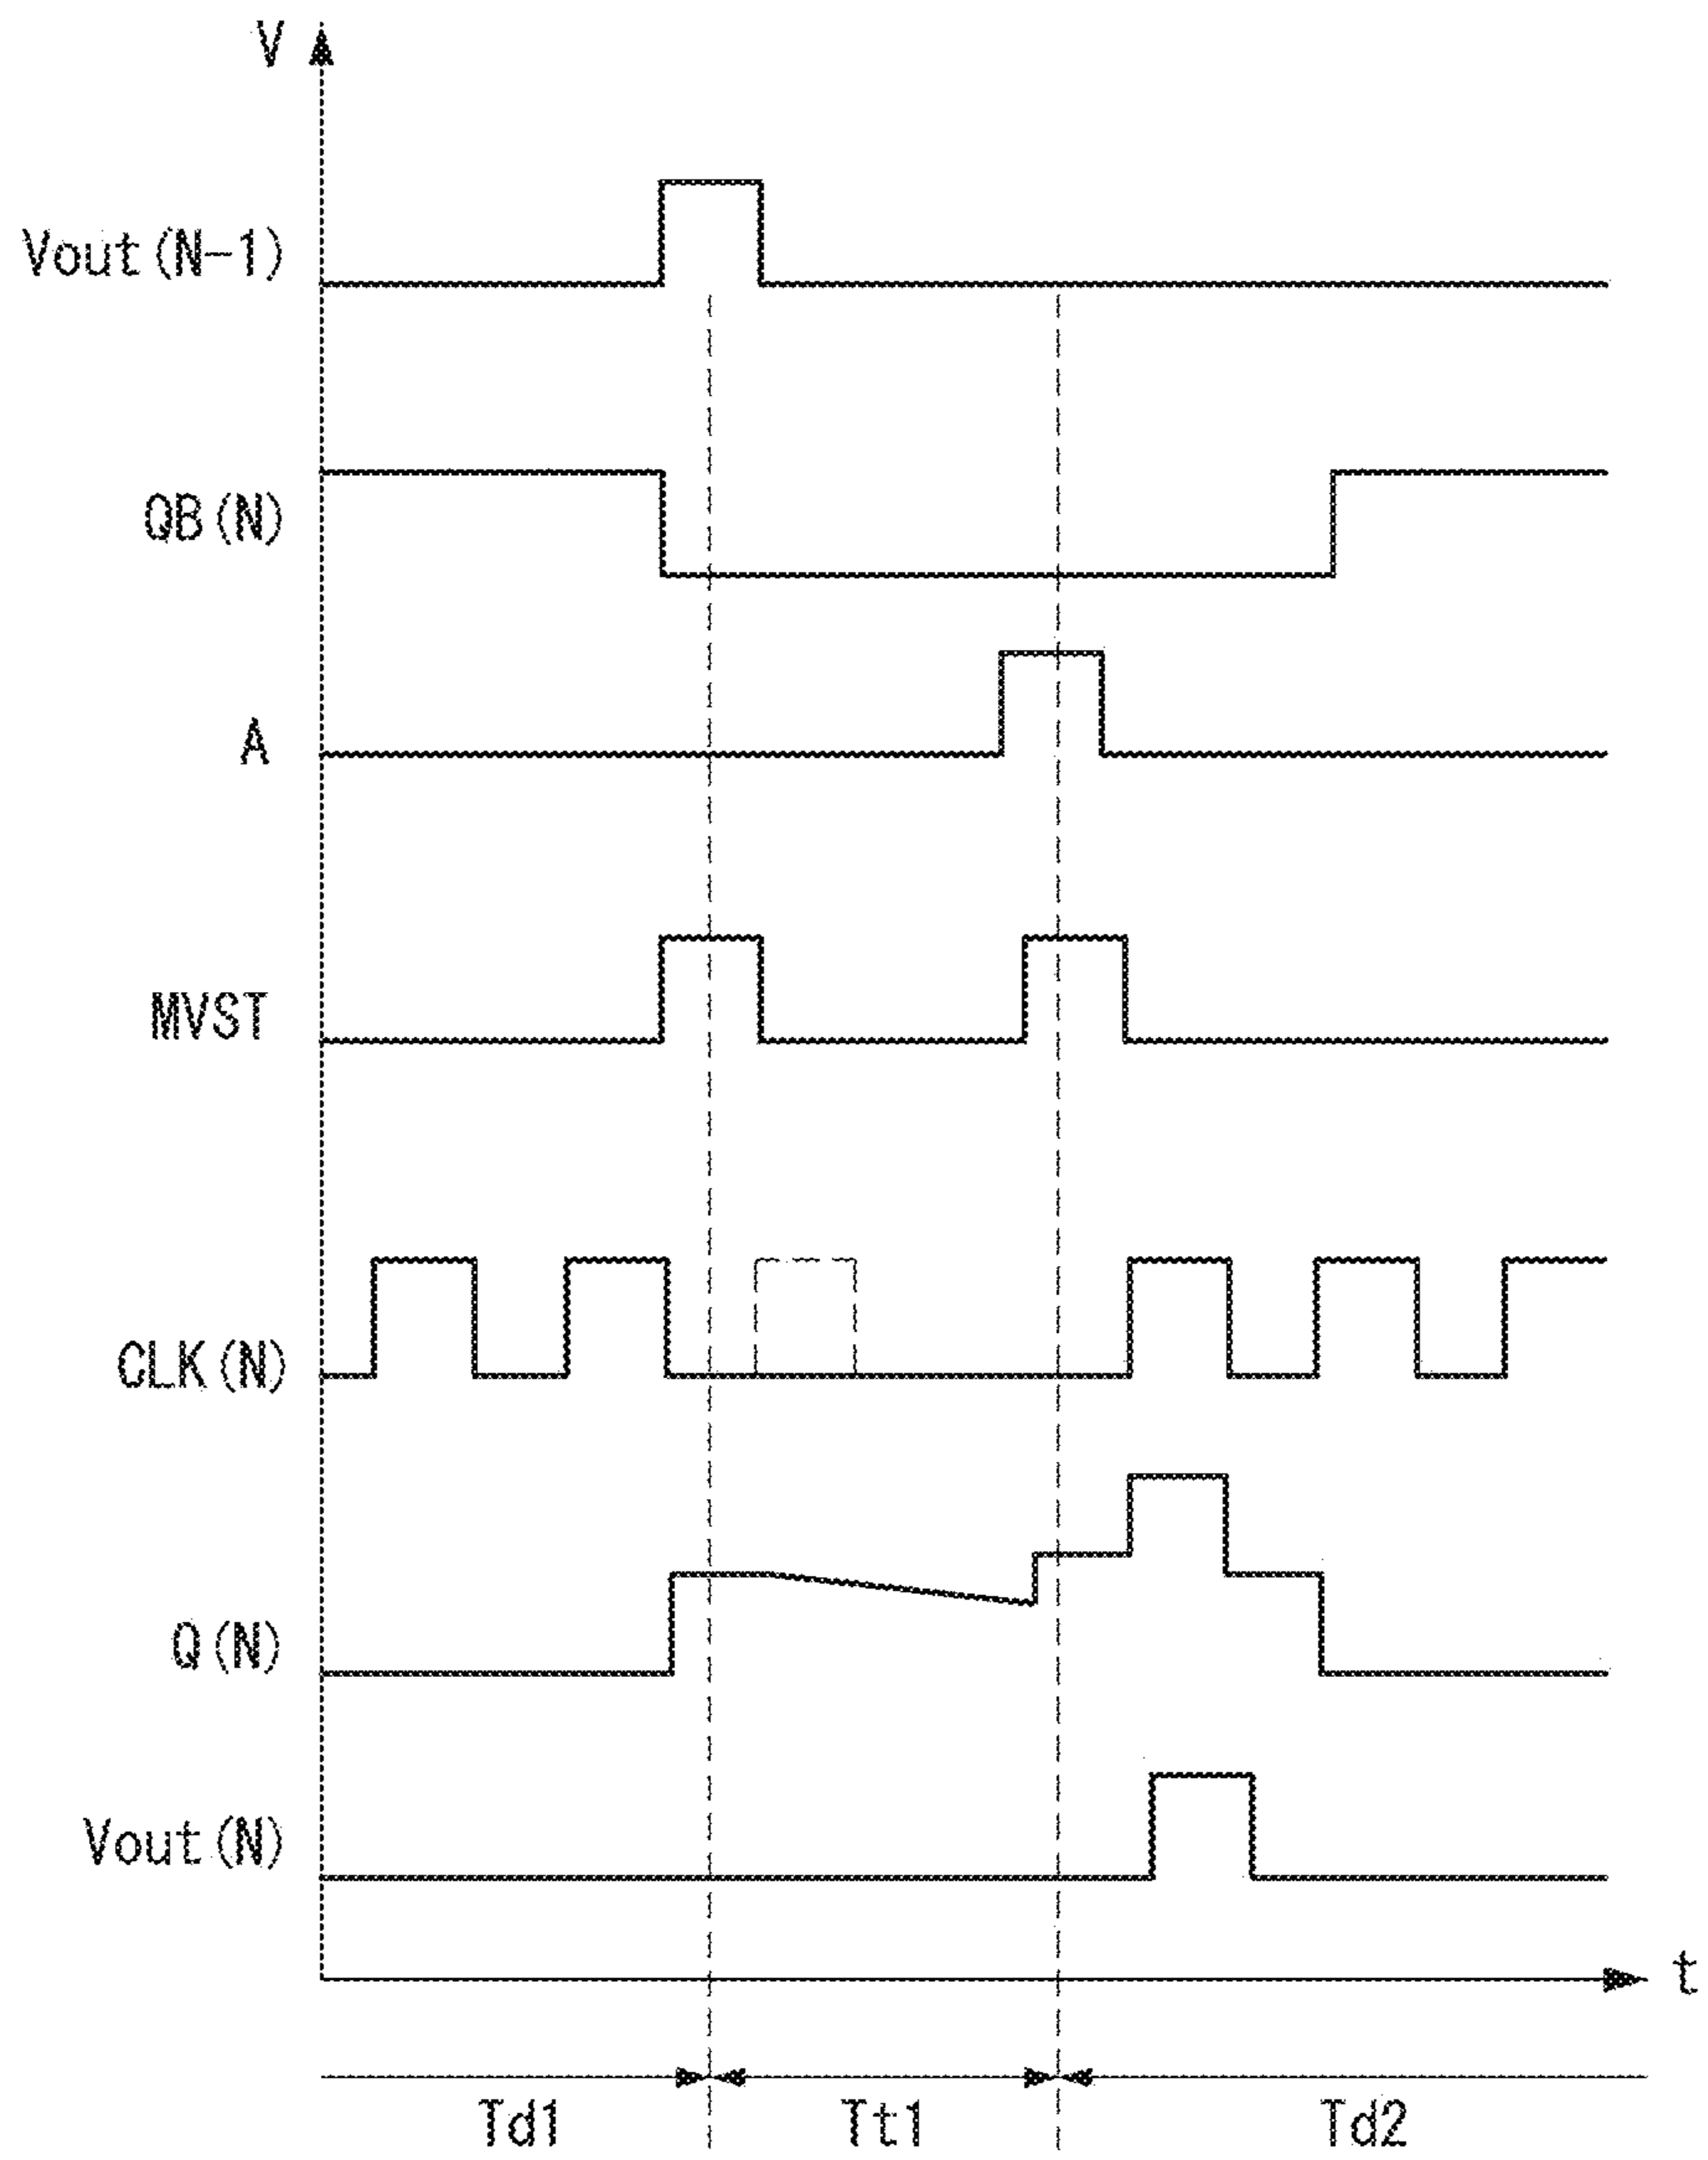 V
Vout(N-1)
QB(N)
A
MVST
CLK(N)
Q(N)
Vout(N)
t
Td1 Tt1 Td2